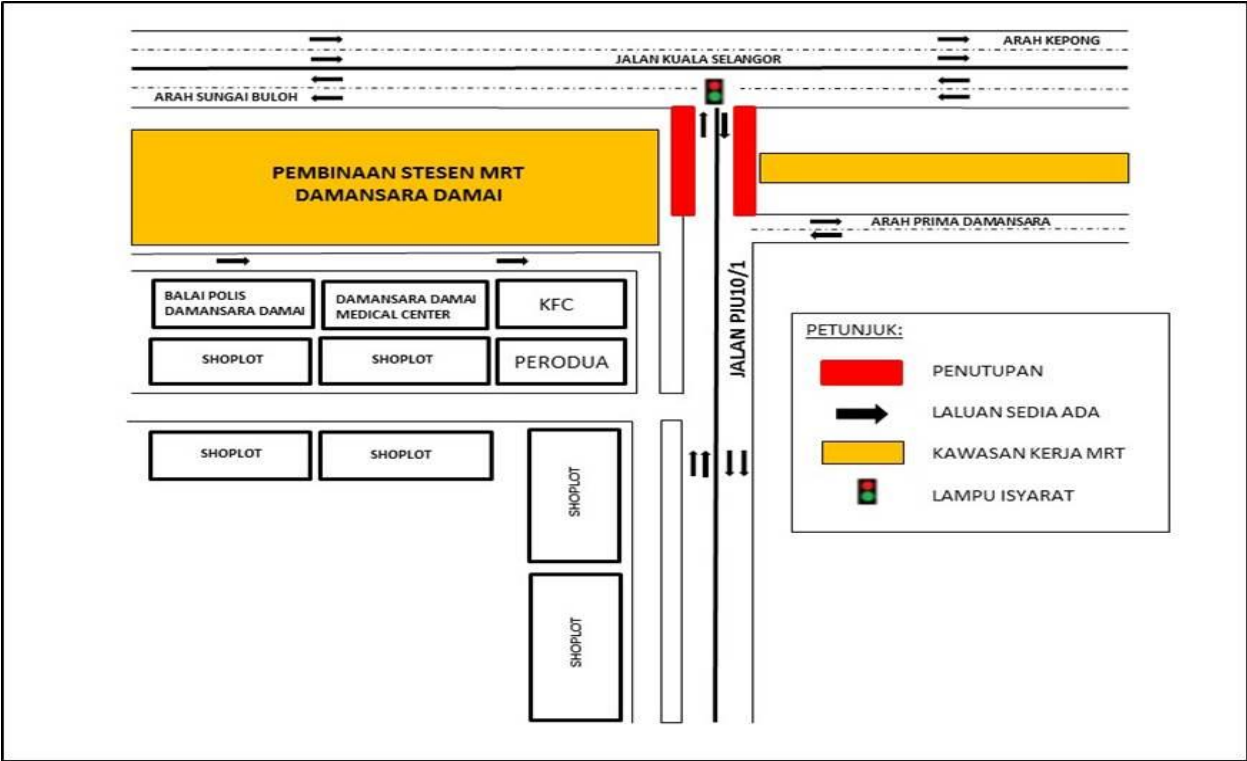 ARAH KEPONG
JALAN KUALA SELANGOR
ARAH SUNGAI BULOH
PEMBINAAN STESEN MRT
DAMANSARA DAMAI
ARAH PRIMA DAMANSARA
BALAI POLIS
DAMANSARA DAMAI
DAMANSARA DAMAI
MEDICAL CENTER
KFC
SHOPLOT
SHOPLOT
PERODUA
JALAN PJU10/1
SHOPLOT
SHOPLOT
SHOPLOT
SHOPLOT
PETUNJUK:
PENUTUPAN
LALUAN SEDIA ADA
KAWASAN KERJA MRT
LAMPU ISYARAT